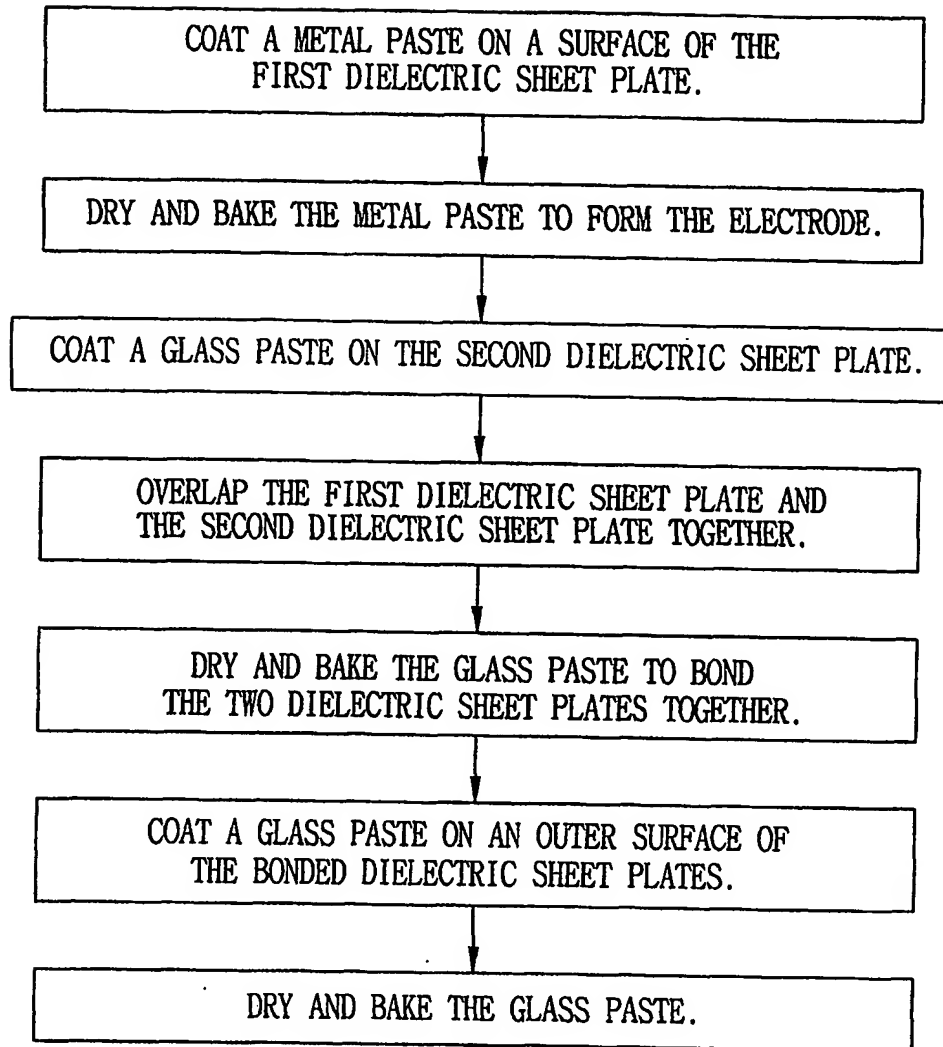 COAT A METAL PASTE ON A SURFACE OF THE
FIRST DIELECTRIC SHEET PLATE.
DRY AND BAKE THE METAL PASTE TO FORM THE ELECTRODE.
COAT A GLASS PASTE ON THE SECOND DIELECTRIC SHEET PLATE.
OVERLAP THE FIRST DIELECTRIC SHEET PLATE AND
THE SECOND DIELECTRIC SHEET PLATE TOGETHER.
DRY AND BAKE THE GLASS PASTE TO BOND
THE TWO DIELECTRIC SHEET PLATES TOGETHER.
COAT A GLASS PASTE ON AN OUTER SURFACE OF
THE BONDED DIELECTRIC SHEET PLATES.
DRY AND BAKE THE GLASS PASTE.